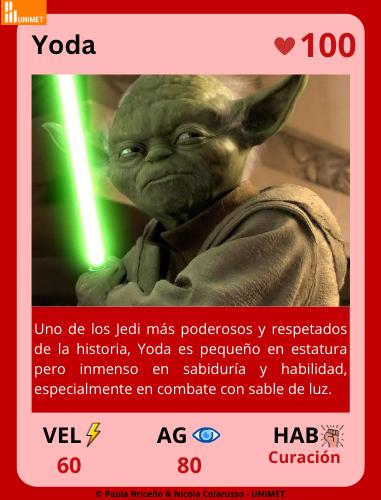 UNIMET
Yoda
100
Uno de los Jedi más poderosos y respetados
de la historia, Yoda es pequeño en estatura
pero inmenso en sabiduría y habilidad,
especialmente en combate con sable de luz.
VEL AG HAB
60 80 Curación
© Paula Briceño & Nicola Colarusso - UNIMET